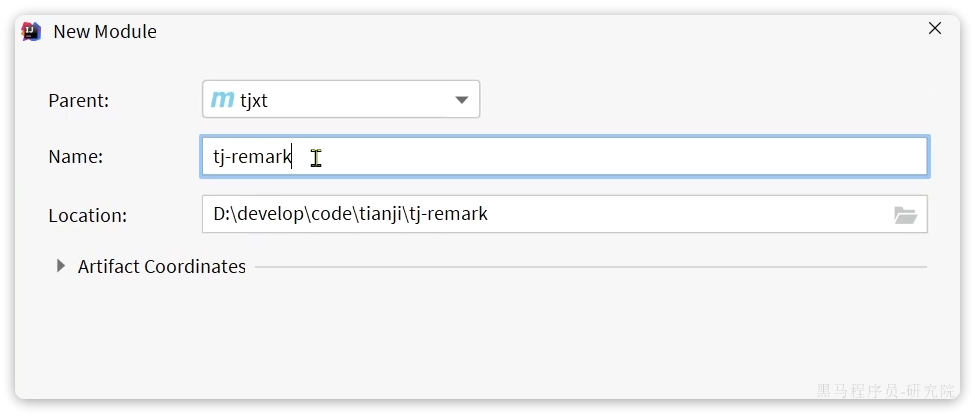 New Module
Parent:
m tjxt
Name:
tj-remark
Location:
D:\develop\code\tianji\tj-remark
Artifact Coordinates
黑马程序员-研究院